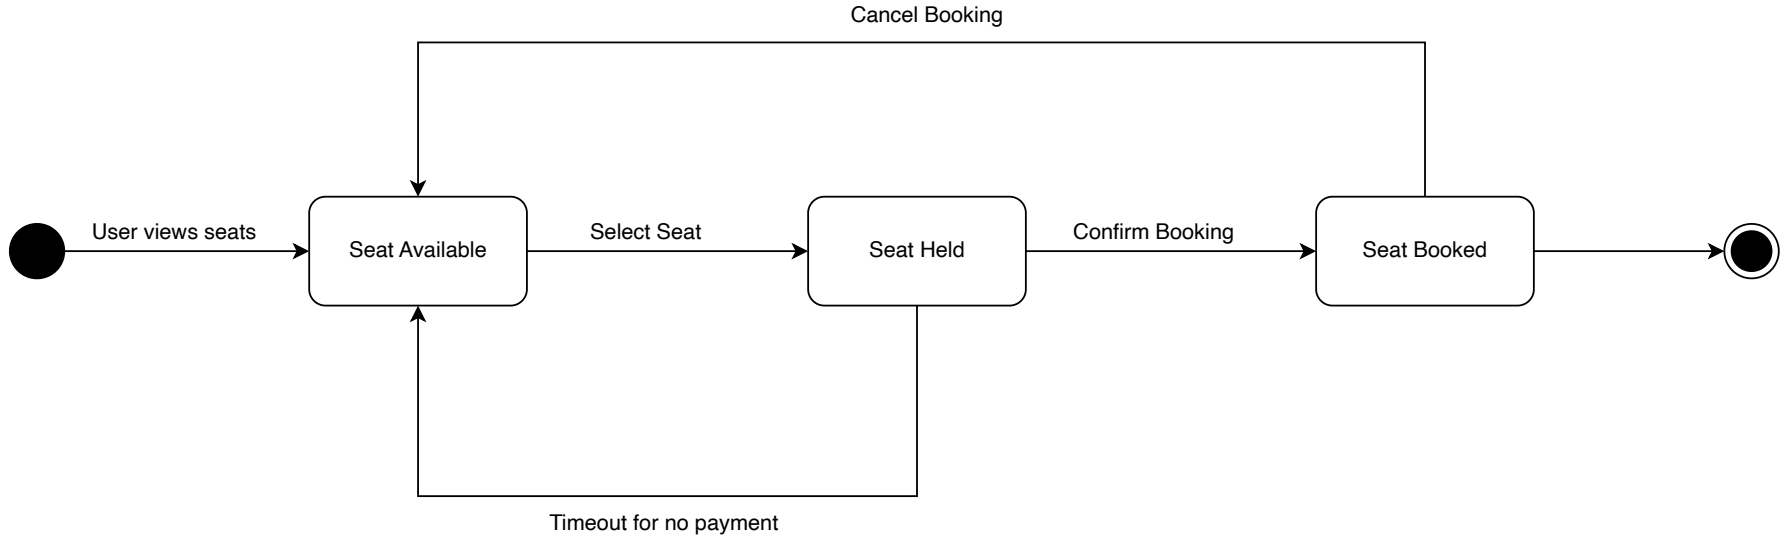 Cancel Booking
User views seats
Seat Available
Select Seat
Seat Held
Confirm Booking
Seat Booked
Timeout for no payment